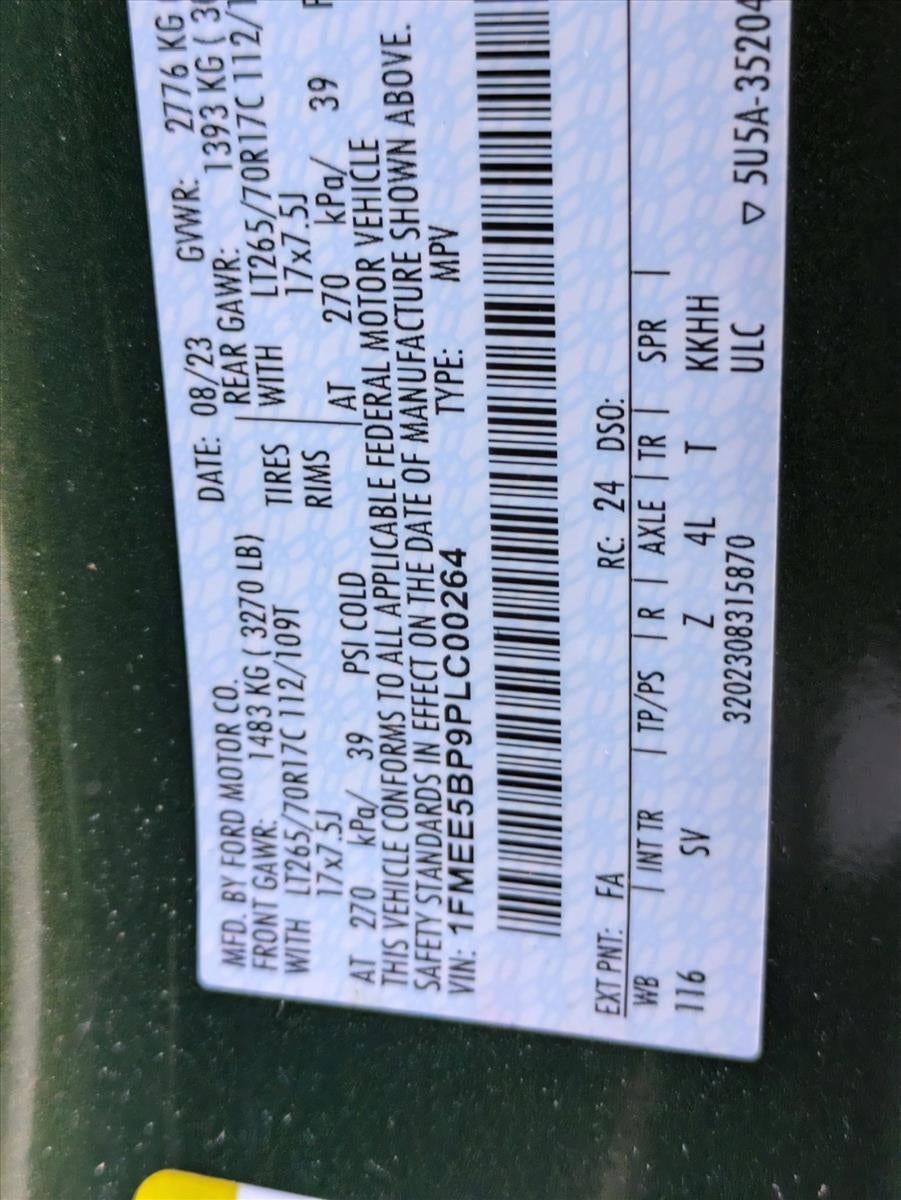 MFD. BY FORD MOTOR CO. DATE: 08/23 GVWR: 2776 KG
FRONT GAWR: 1483 KG ( 3270 LB) REAR GAWR: 1393 KG (
WITH LT265/70R17C 112/109T TIRES WITH LT265/70R17C 112/
17x7.5J RIMS 17x7.5J
AT 270 kPa/ 39 PSI COLD AT 270 kPa/ 39
THIS VEHICLE CONFORMS TO ALL APPLICABLE FEDERAL MOTOR VEHICLE
SAFETY STANDARDS IN EFFECT ON THE DATE OF MANUFACTURE SHOWN ABOVE.
VIN: 1FMEE5BP9PLC00264 TYPE: MPV
EXT PNT: FA RC: 24 DSO:
WB | INT TR | TP/PS | R | AXLE | TR | SPR |
116 SV Z 4L T KKHH
3202308315870 ULC ▽ 5U5A-35204